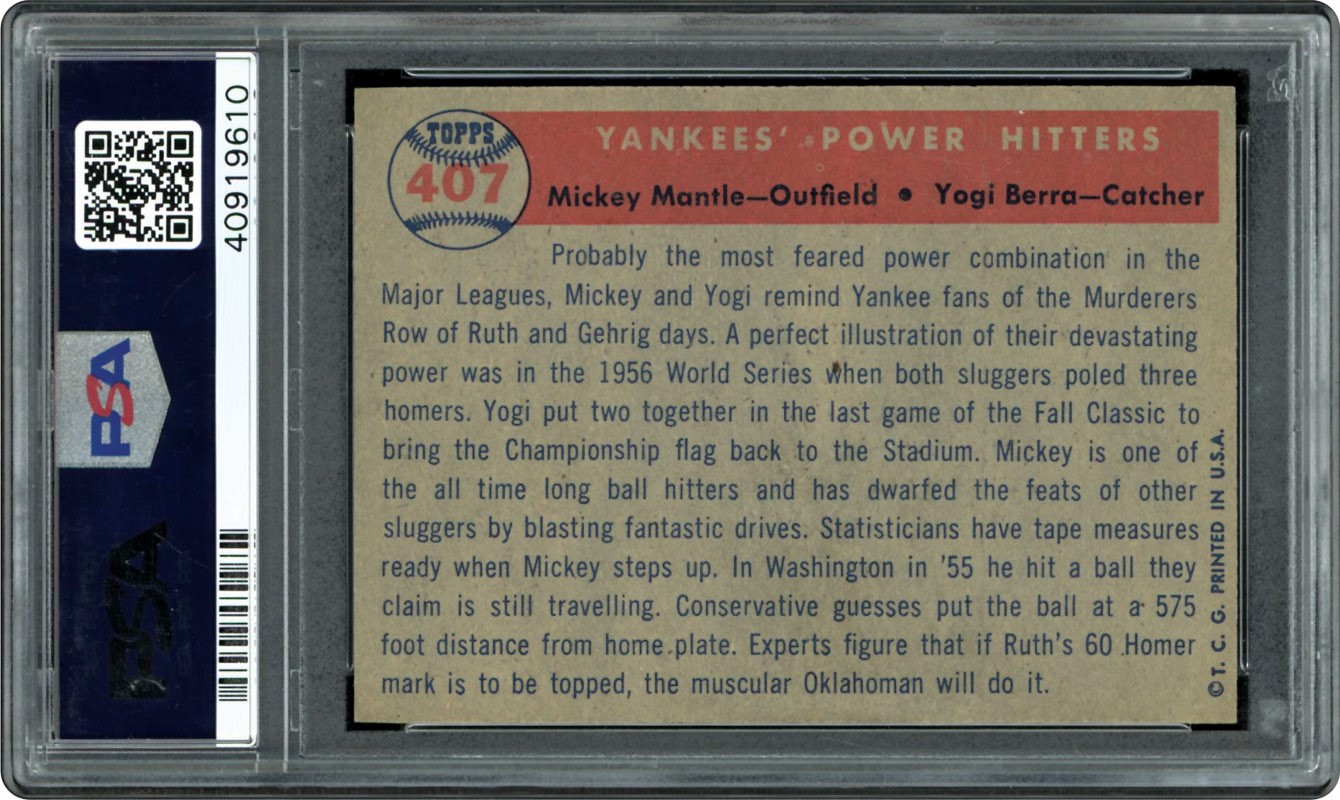 40919610
PSA
PSA
TOPPS
407
YANKEES' POWER HITTERS
Mickey Mantle—Outfield • Yogi Berra—Catcher
Probably the most feared power combination in the
Major Leagues, Mickey and Yogi remind Yankee fans of the Murderers
Row of Ruth and Gehrig days. A perfect illustration of their devastating
power was in the 1956 World Series when both sluggers poled three
homers. Yogi put two together in the last game of the Fall Classic to
bring the Championship flag back to the Stadium. Mickey is one of
the all time long ball hitters and has dwarfed the feats of other
sluggers by blasting fantastic drives. Statisticians have tape measures
ready when Mickey steps up. In Washington in '55 he hit a ball they
claim is still travelling. Conservative guesses put the ball at a 575
foot distance from home plate. Experts figure that if Ruth's 60 Homer
mark is to be topped, the muscular Oklahoman will do it.
©T. C. G. PRINTED IN U.S.A.